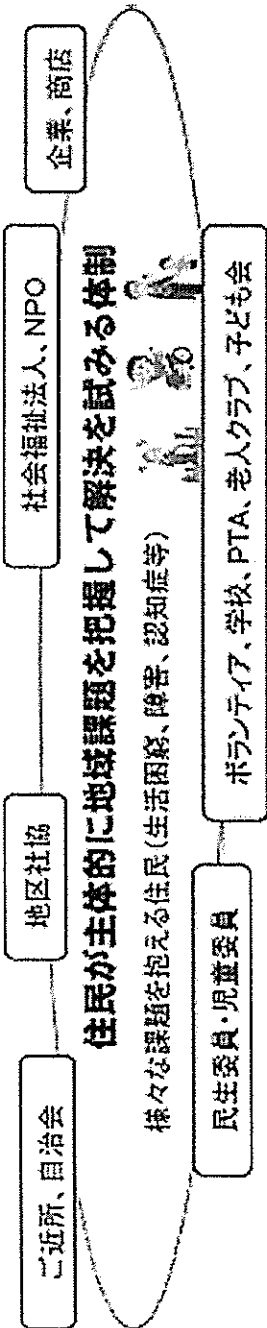 ご近所、自治会
地区社協
社会福祉法人、NPO
企業、商店
住民が主体的に地域課題を把握して解決を試みる体制
様々な課題を抱える住民(生活困窮、障害、認知症等)
民生委員・児童委員
ボランティア、学校、PTA、老人クラブ、子ども会